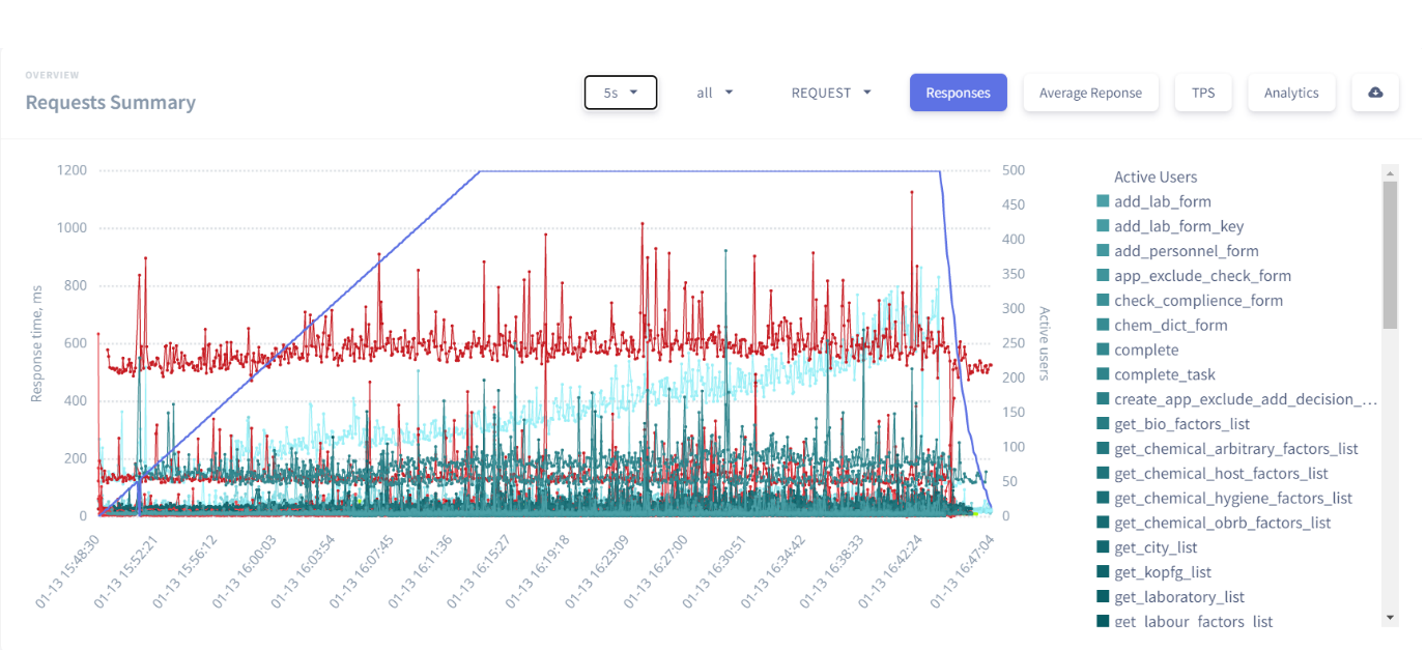 OVERVIEW
Requests Summary
5s
all
REQUEST
Responses
Average Reponse
TPS
Analytics
Response time, ms
1200
1000
800
600
400
200
0
500
450
400
350
300
250
200
150
100
50
0
Active users
01-13 15:48:30
01-13 15:52:21
01-13 15:56:12
01-13 16:00:03
01-13 16:03:54
01-13 16:07:45
01-13 16:11:36
01-13 16:15:27
01-13 16:19:18
01-13 16:23:09
01-13 16:27:00
01-13 16:30:51
01-13 16:34:42
01-13 16:38:33
01-13 16:42:24
01-13 16:47:04
Active Users
add_lab_form
add_lab_form_key
add_personnel_form
app_exclude_check_form
check_complience_form
chem_dict_form
complete
complete_task
create_app_exclude_add_decision_...
get_bio_factors_list
get_chemical_arbitrary_factors_list
get_chemical_host_factors_list
get_chemical_hygiene_factors_list
get_chemical_obrb_factors_list
get_city_list
get_kopfg_list
get_laboratory_list
get_labour_factors_list